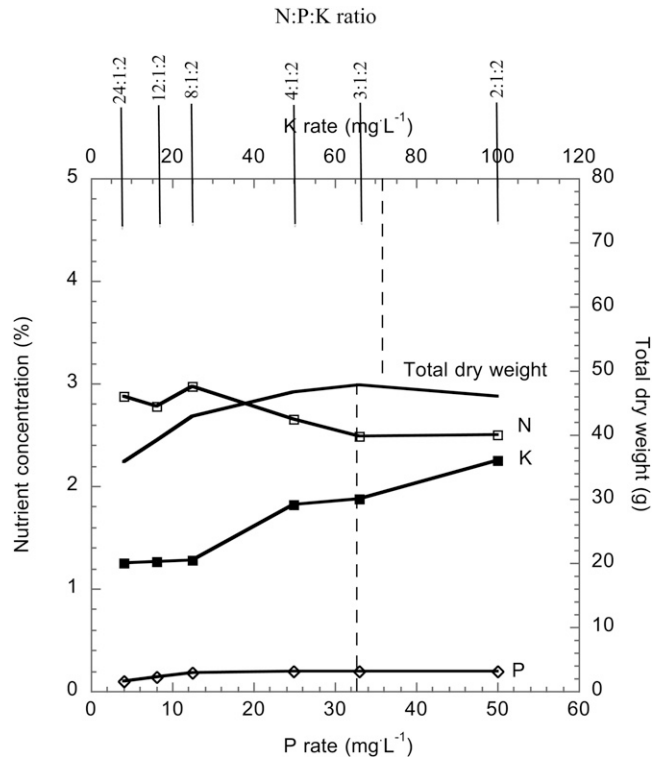 N:P:K ratio
24:1:2
12:1:2
8:1:2
4:1:2
3:1:2
2:1:2
K rate (mg·L-1)
0 20 40 60 80 100 120
5
4
3
2
1
0
Nutrient concentration (%)
80
70
60
50
40
30
20
10
0
Total dry weight (g)
Total dry weight
N
K
P
0 10 20 30 40 50 60
P rate (mg·L-1)